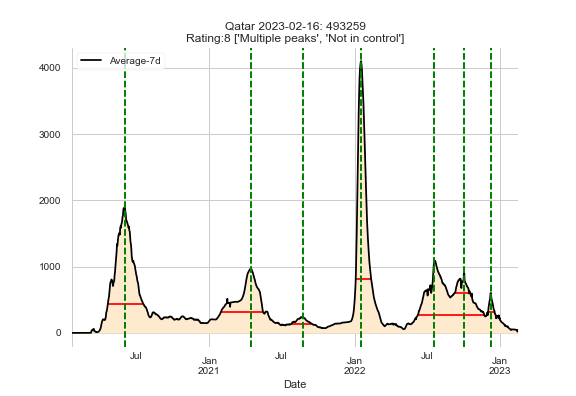 Qatar 2023-02-16: 493259
Rating:8 ['Multiple peaks', 'Not in control']
Average-7d
4000
3000
2000
1000
0
Jul
Jan
2021
Jul
Jan
2022
Jul
Jan
2023
Date